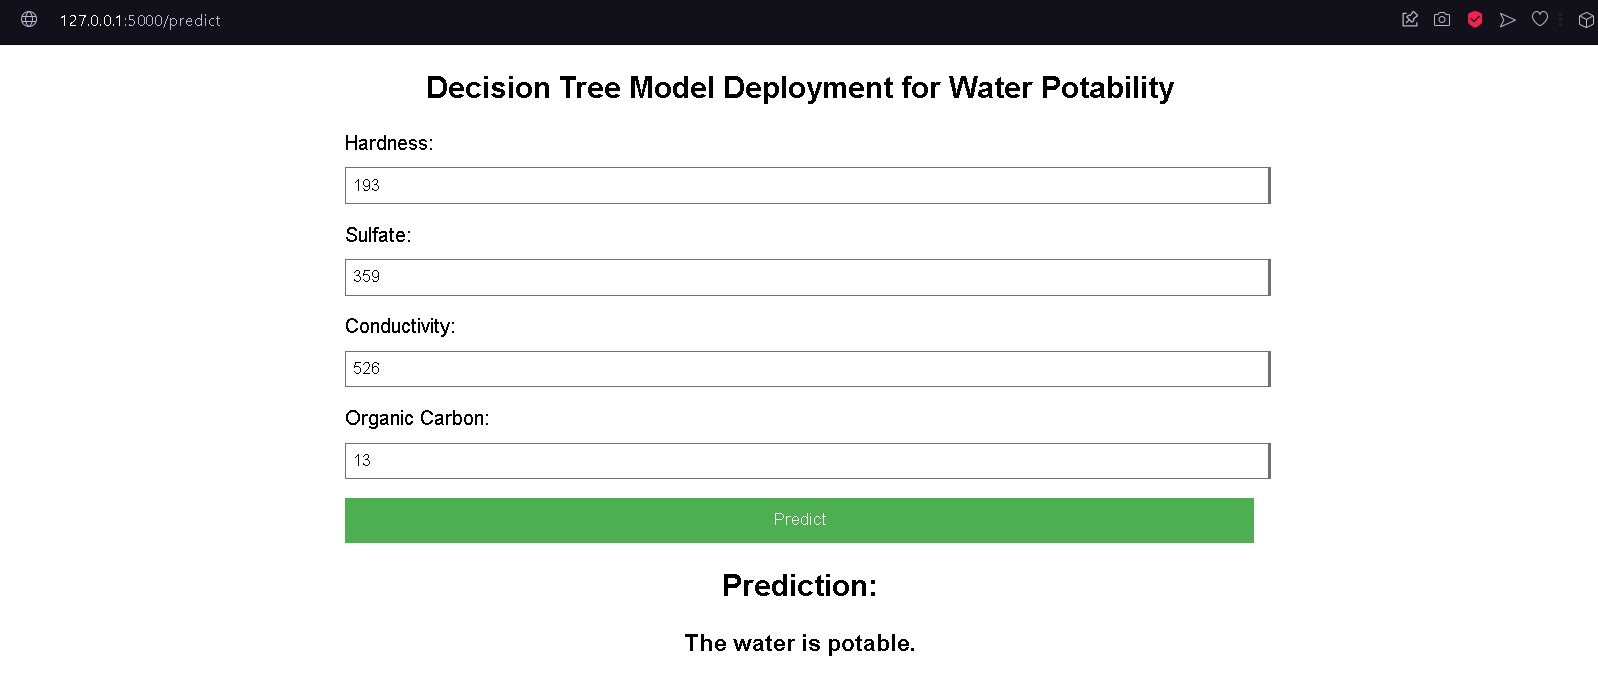 127.0.0.1:5000/predict
Decision Tree Model Deployment for Water Potability
Hardness:
193
Sulfate:
359
Conductivity:
526
Organic Carbon:
13
Predict
Prediction:
The water is potable.